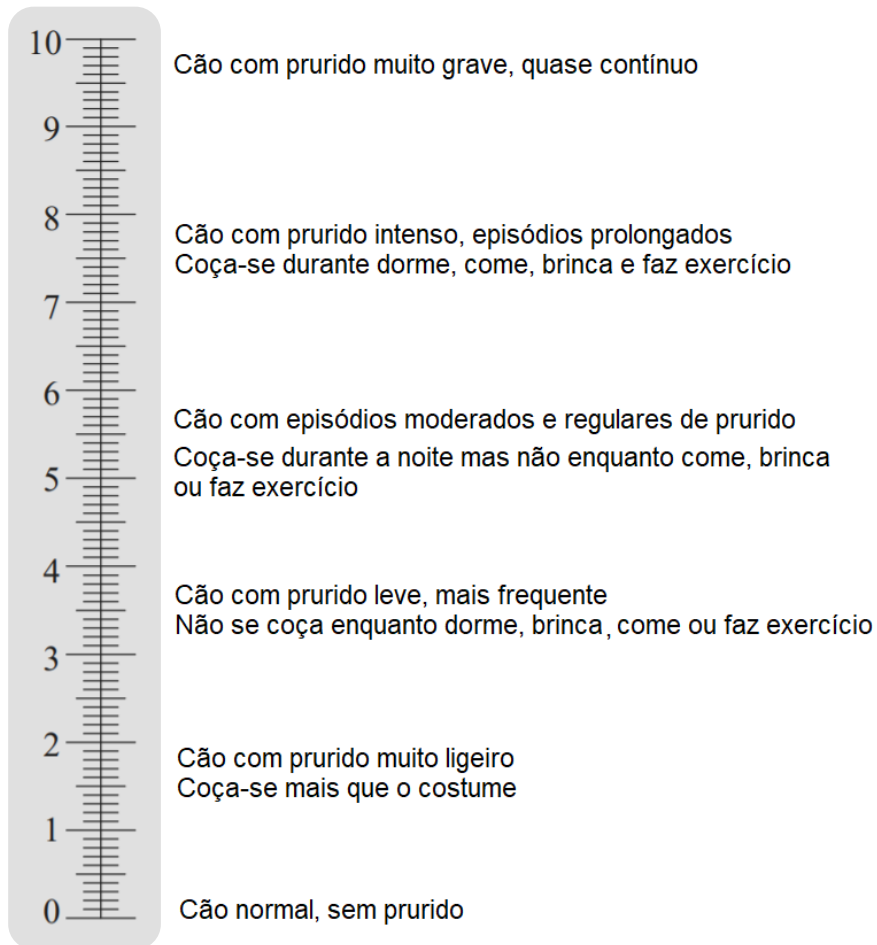 10
Cão com prurido muito grave, quase contínuo
9
8
Cão com prurido intenso, episódios prolongados
Coça-se durante dorme, come, brinca e faz exercício
7
6
Cão com episódios moderados e regulares de prurido
Coça-se durante a noite mas não enquanto come, brinca
ou faz exercício
5
4
Cão com prurido leve, mais frequente
Não se coça enquanto dorme, brinca, come ou faz exercício
3
2
Cão com prurido muito ligeiro
Coça-se mais que o costume
1
0
Cão normal, sem prurido